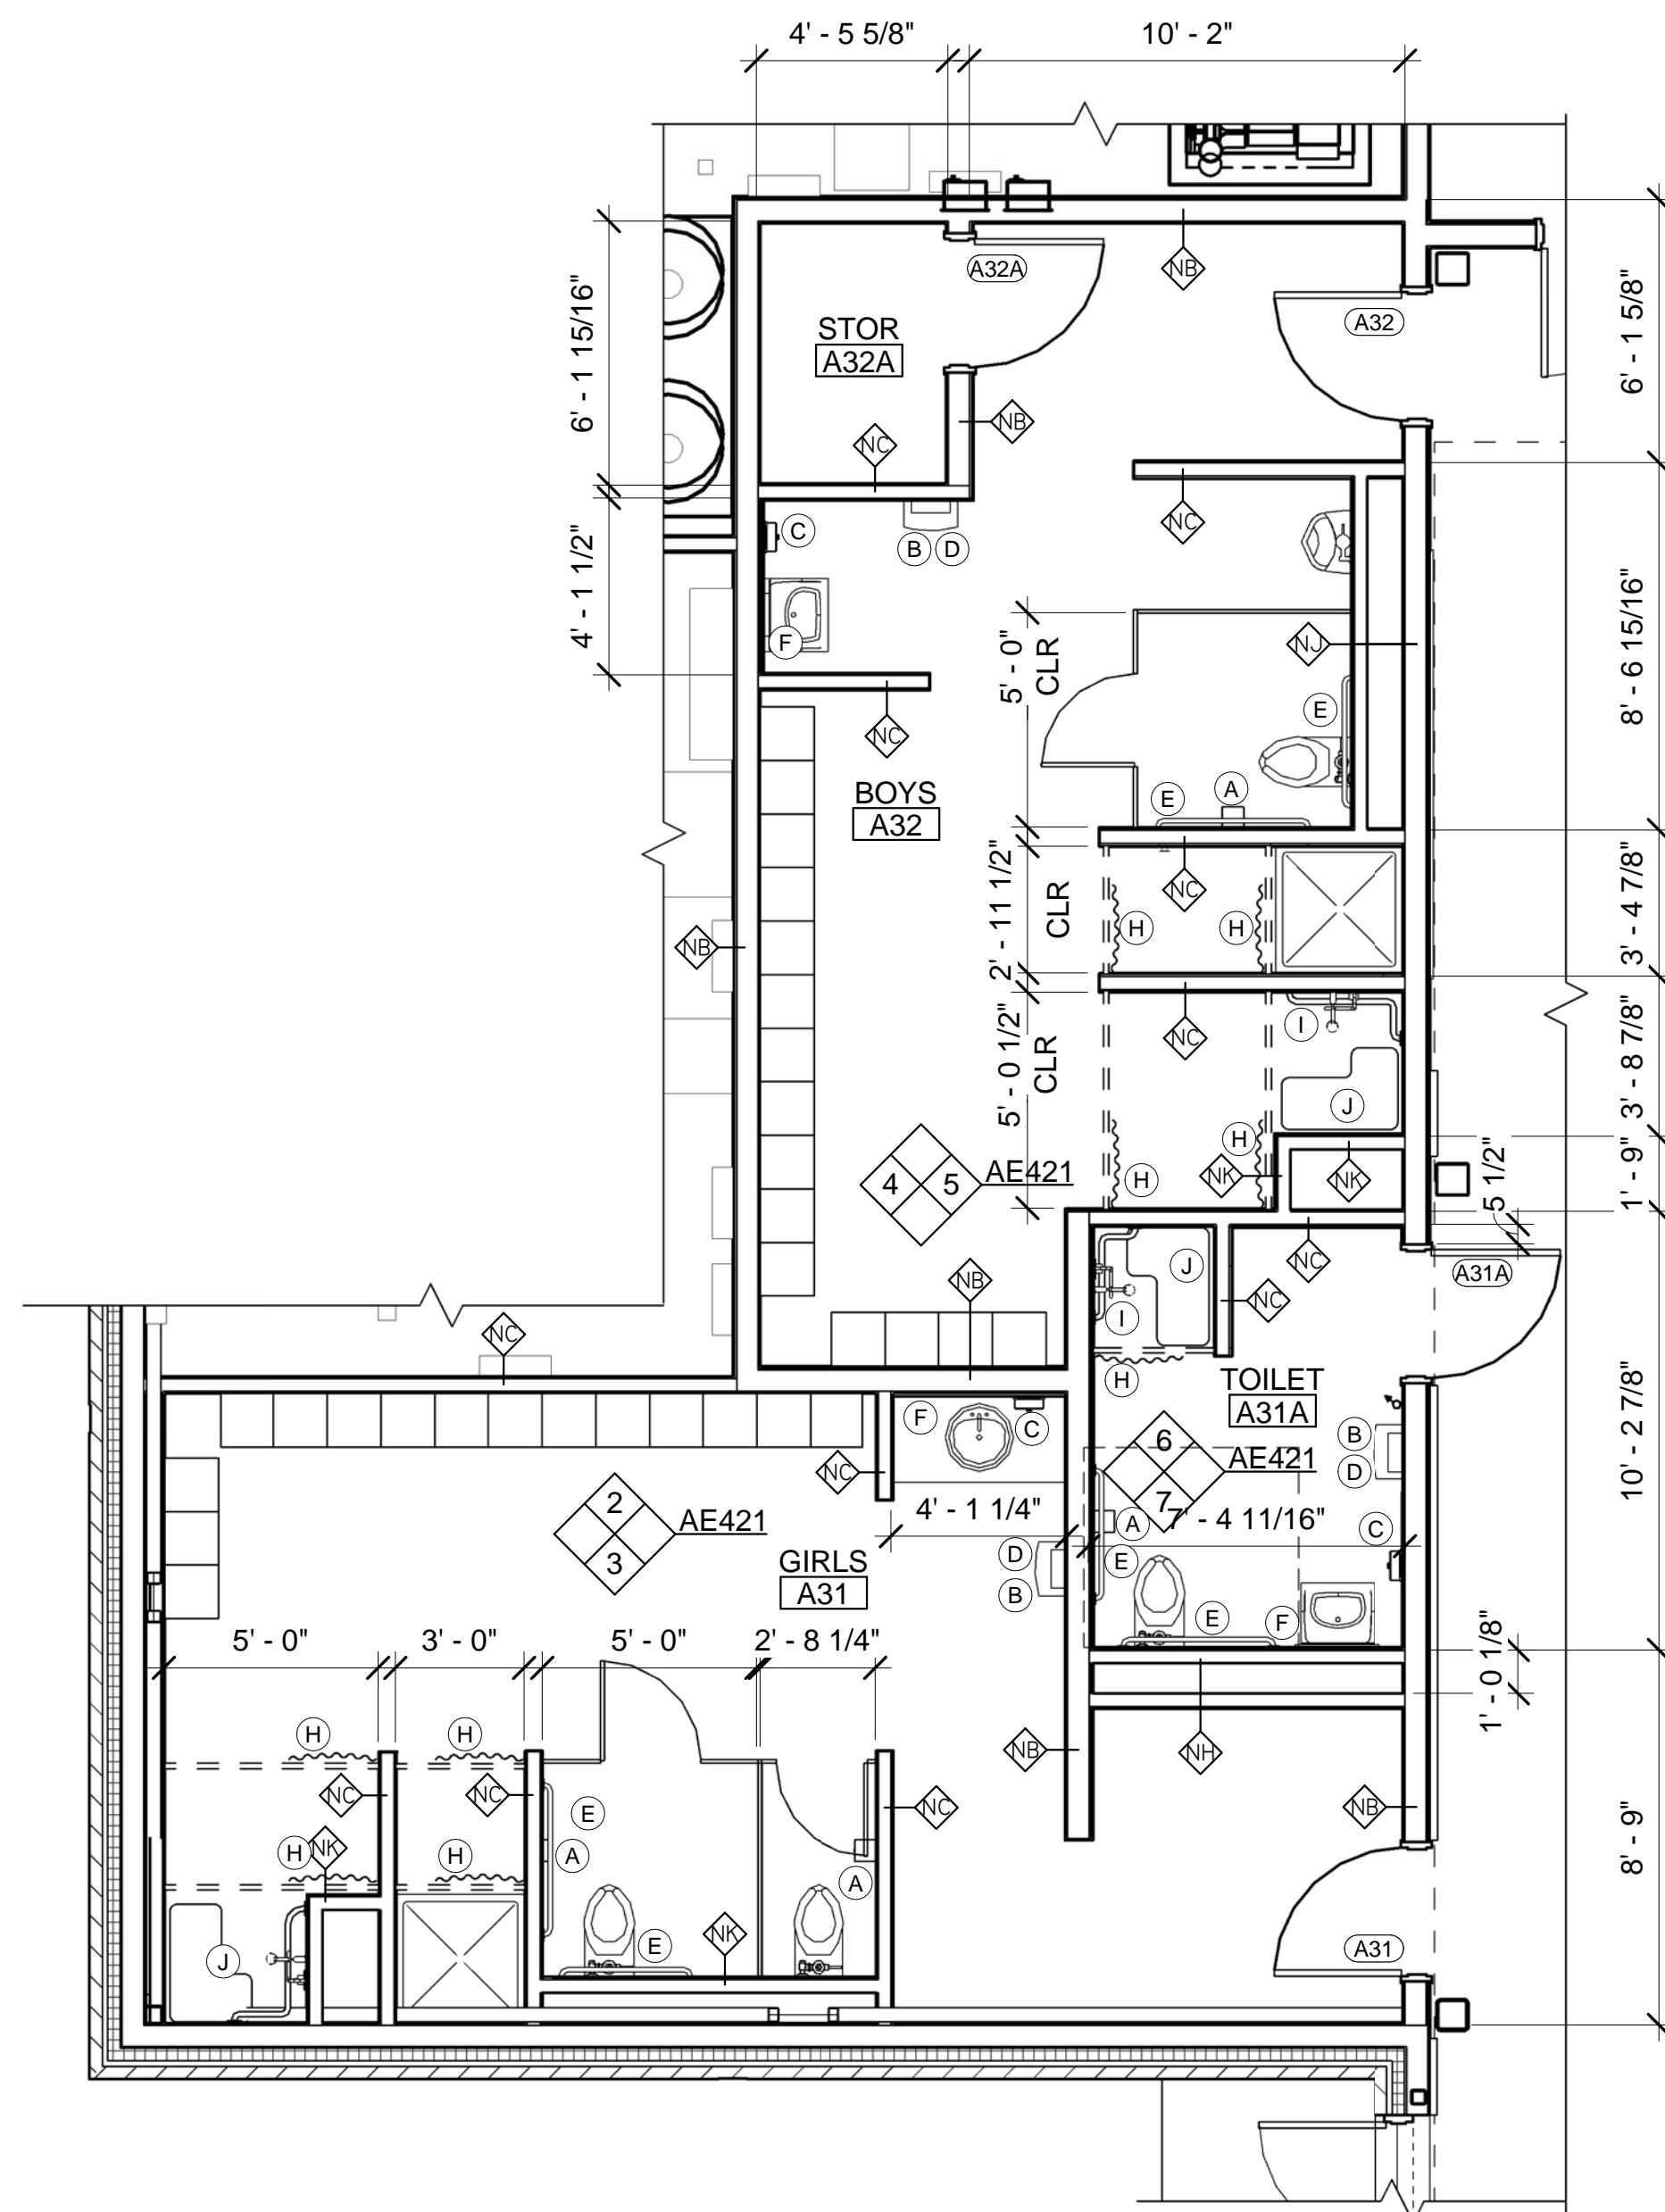 4' - 5 5/8"
10' - 2"
A32A
NB
A32
STOR
A32A
6' - 1 15/16"
6' - 1 5/8"
NB
NC
C
B D
NC
4' - 1 1/2"
F
5' - 0"
CLR
NJ
8' - 6 15/16"
E
NC
BOYS
A32
E
A
NC
2' - 11 1/2"
CLR
H
H
3' - 4 7/8"
NB
NC
I
5' - 0 1/2"
CLR
3' - 8 7/8"
J
H
NK
NK
H
4 5
AE421
1' - 9"
5 1/2"
NC
J
A31A
NB
NC
I
NC
H
TOILET
A31A
F
C
B
D
6
7
AE421
10' - 2 7/8"
NC
2
3
AE421
4' - 1 1/4"
A
7' - 4 11/16"
C
GIRLS
A31
D
B
E
E
F
5' - 0"
3' - 0"
5' - 0"
2' - 8 1/4"
1' - 0 1/8"
H
H
NB
NH
NC
NC
E
NC
NB
H
NK
H
A
A
8' - 9"
J
E
NK
A31